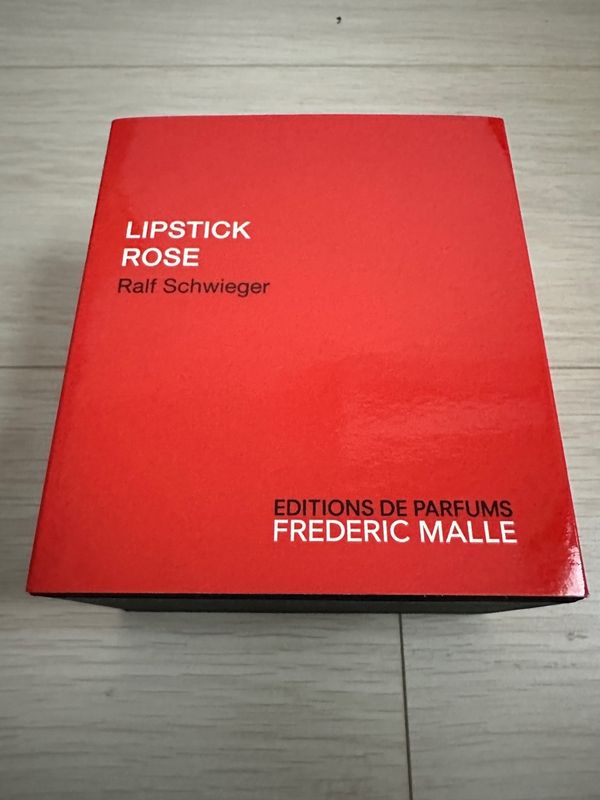 LIPSTICK
ROSE
Ralf Schwieger
EDITIONS DE PARFUMS
FREDERIC MALLE